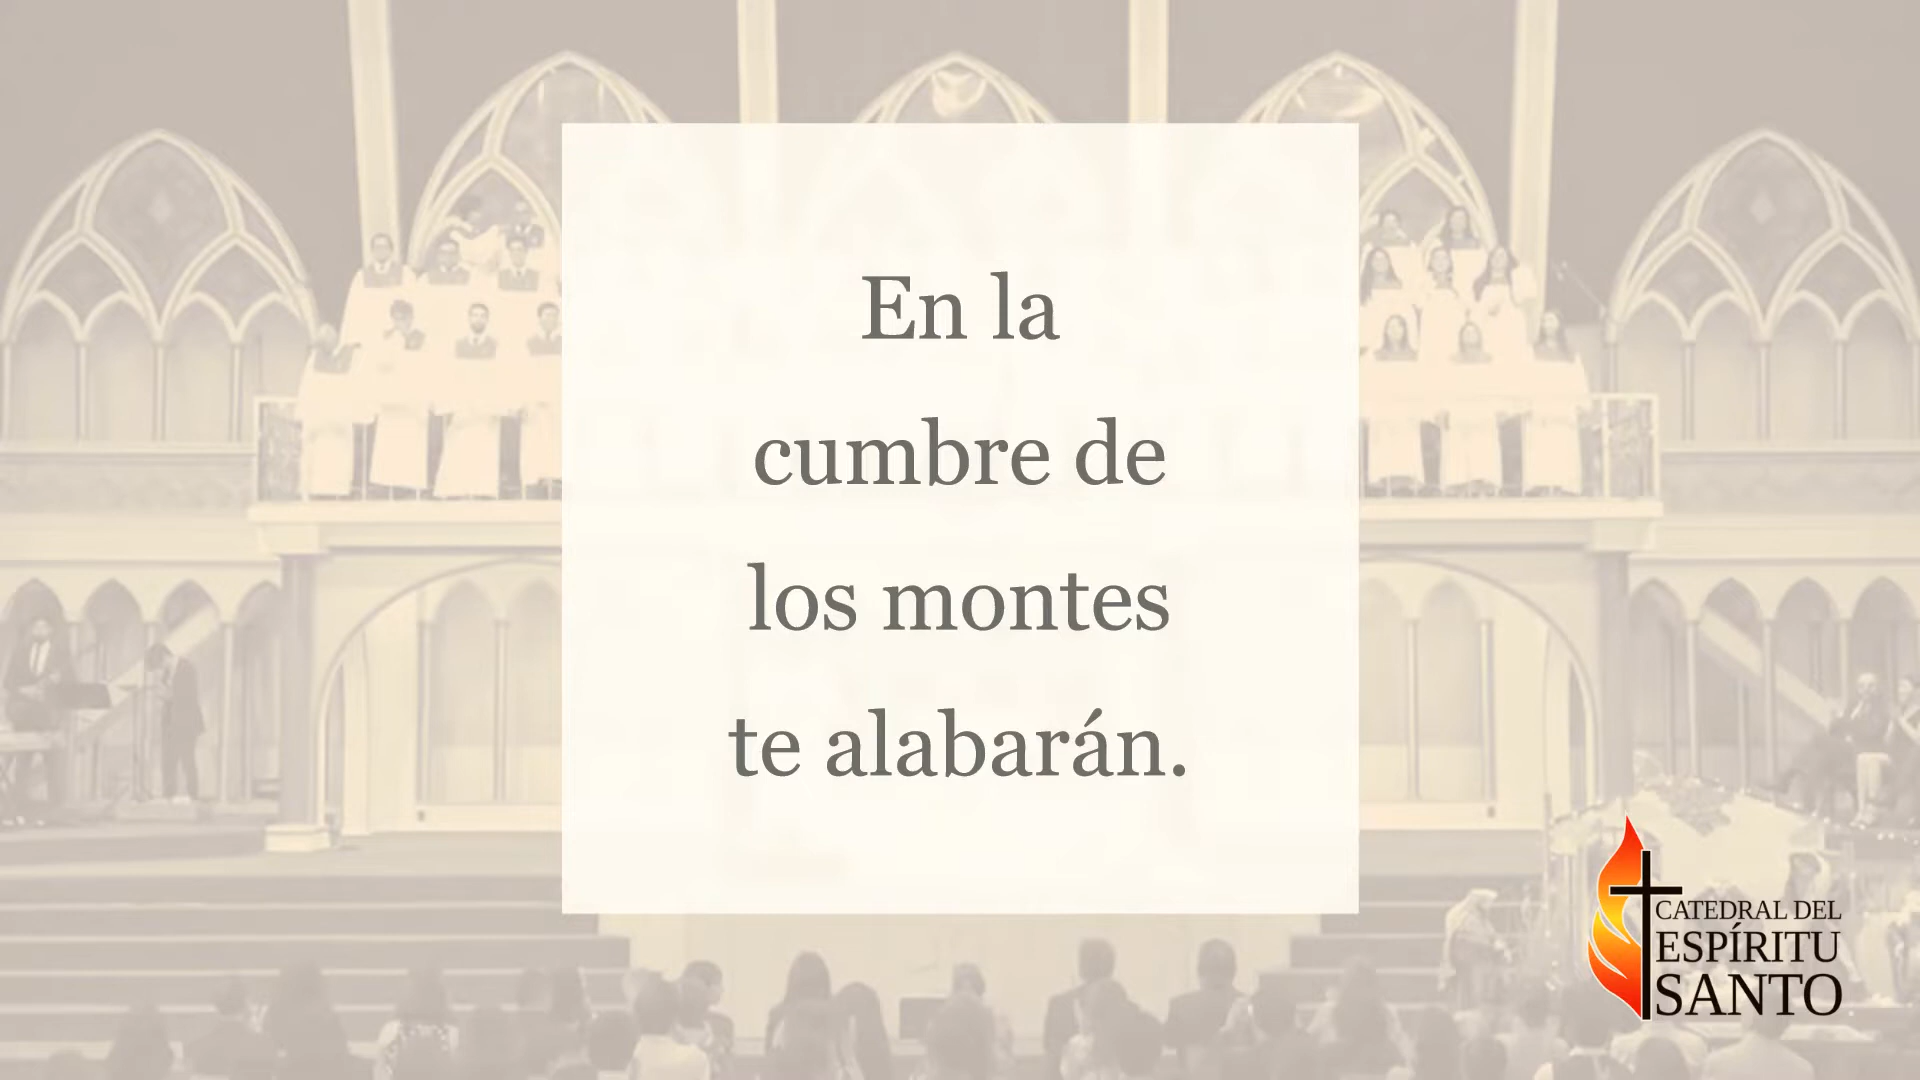 En la
cumbre de
los montes
te alabarán.
CATEDRAL DEL
ESPÍRITU
SANTO